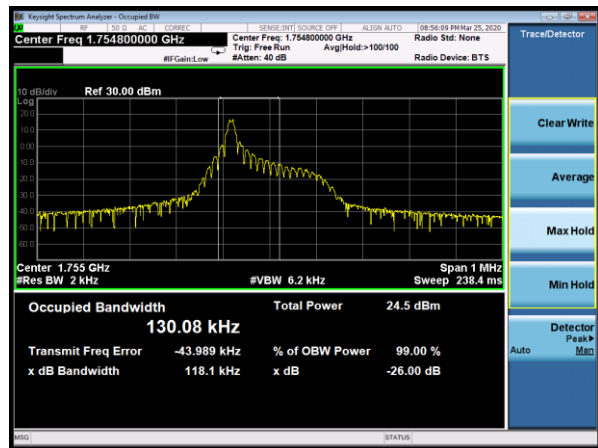 Keysight Spectrum Analyzer - Occupied BW
RF 50 Ω AC CORREC SENSE:INT SOURCE OFF ALIGN AUTO 08:56:09 PM Mar 25, 2020
Center Freq 1.754800000 GHz
Center Freq: 1.754800000 GHz
Radio Std: None
Trig: Free Run Avg|Hold:>100/100
#IFGain:Low #Atten: 40 dB Radio Device: BTS
Trace/Detector
10 dB/div Ref 30.00 dBm
Log
20.0
10.0
0.00
-10.0
-20.0
-30.0
-40.0
-50.0
-60.0
Center 1.755 GHz Span 1 MHz
#Res BW 2 kHz #VBW 6.2 kHz Sweep 238.4 ms
Occupied Bandwidth Total Power 24.5 dBm
130.08 kHz
Transmit Freq Error -43.989 kHz % of OBW Power 99.00 %
x dB Bandwidth 118.1 kHz x dB -26.00 dB
Clear Write
Average
Max Hold
Min Hold
Detector
Peak▶
Auto Man
MSG STATUS